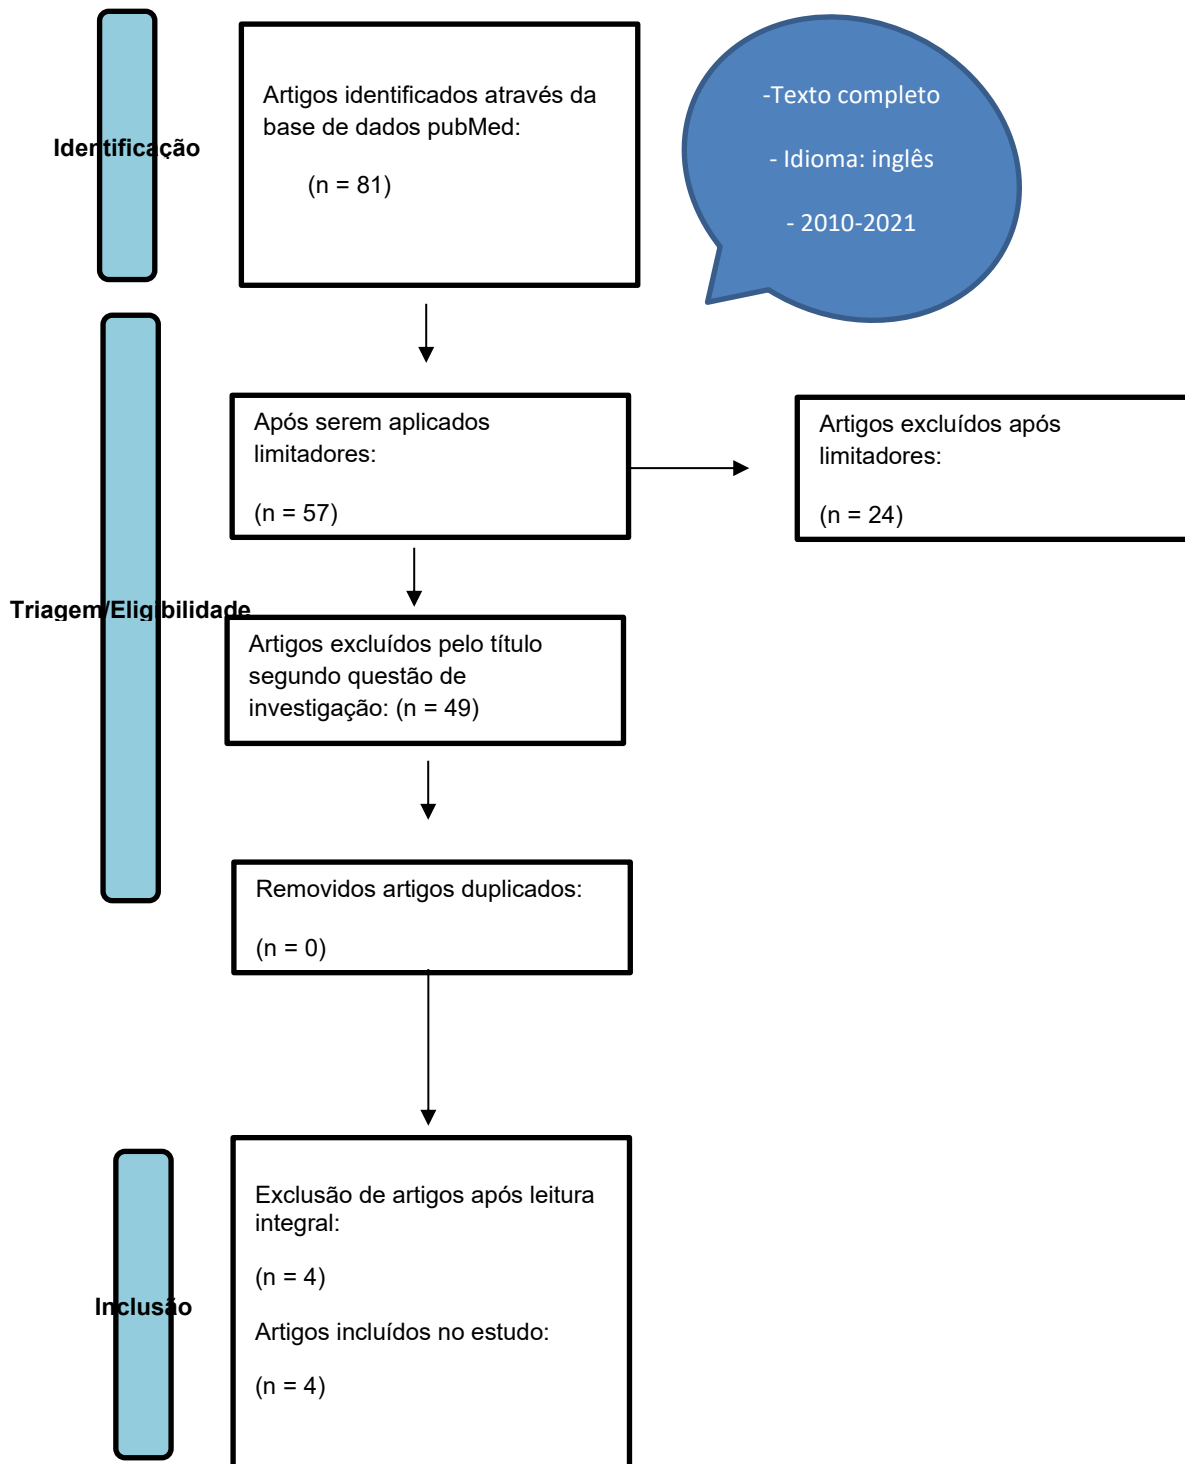 Identificação
Artigos identificados através da
base de dados pubMed:
(n = 81)
-Texto completo
- Idioma: inglês
- 2010-2021
Triagem/Eligibilidade
Após serem aplicados
limitadores:
(n = 57)
Artigos excluídos após
limitadores:
(n = 24)
Artigos excluídos pelo título
segundo questão de
investigação: (n = 49)
Removidos artigos duplicados:
(n = 0)
Inclusão
Exclusão de artigos após leitura
integral:
(n = 4)
Artigos incluídos no estudo:
(n = 4)